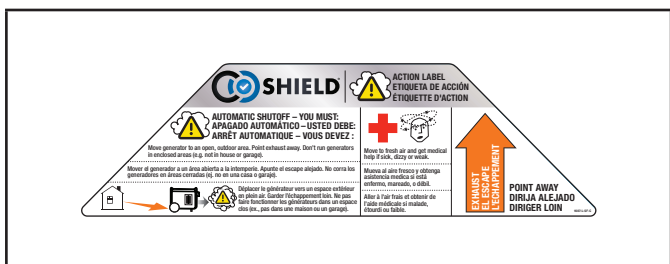 CO SHIELD®
ACTION LABEL
ETIQUETA DE ACCIÓN
ÉTIQUETTE D'ACTION
AUTOMATIC SHUTOFF – YOU MUST:
APAGADO AUTOMÁTICO – USTED DEBE:
ARRÊT AUTOMATIQUE – VOUS DEVEZ :
Move generator to an open, outdoor area. Point exhaust away. Don't run generators
in enclosed areas (e.g. not in house or garage).
Mover el generador a un área abierta a la intemperie. Apunte el escape alejado. No corra los
generadores en áreas cerradas (ej. no en una casa o garaje).
Déplacer le générateur vers un espace extérieur
en plein air. Garder l'échappement loin. Ne pas
faire fonctionner les générateurs dans un espace
clos (ex., pas dans une maison ou un garage).
Move to fresh air and get medical
help if sick, dizzy or weak.
Mueva al aire fresco y obtenga
asistencia medica si está
enfermo, mareado, o débil.
Aller à l'air frais et obtenir de
l'aide médicale si malade,
étourdi ou faible.
EXHAUST
EL ESCAPE
L'ÉCHAPPEMENT
POINT AWAY
DIRIJA ALEJADO
DIRIGER LOIN